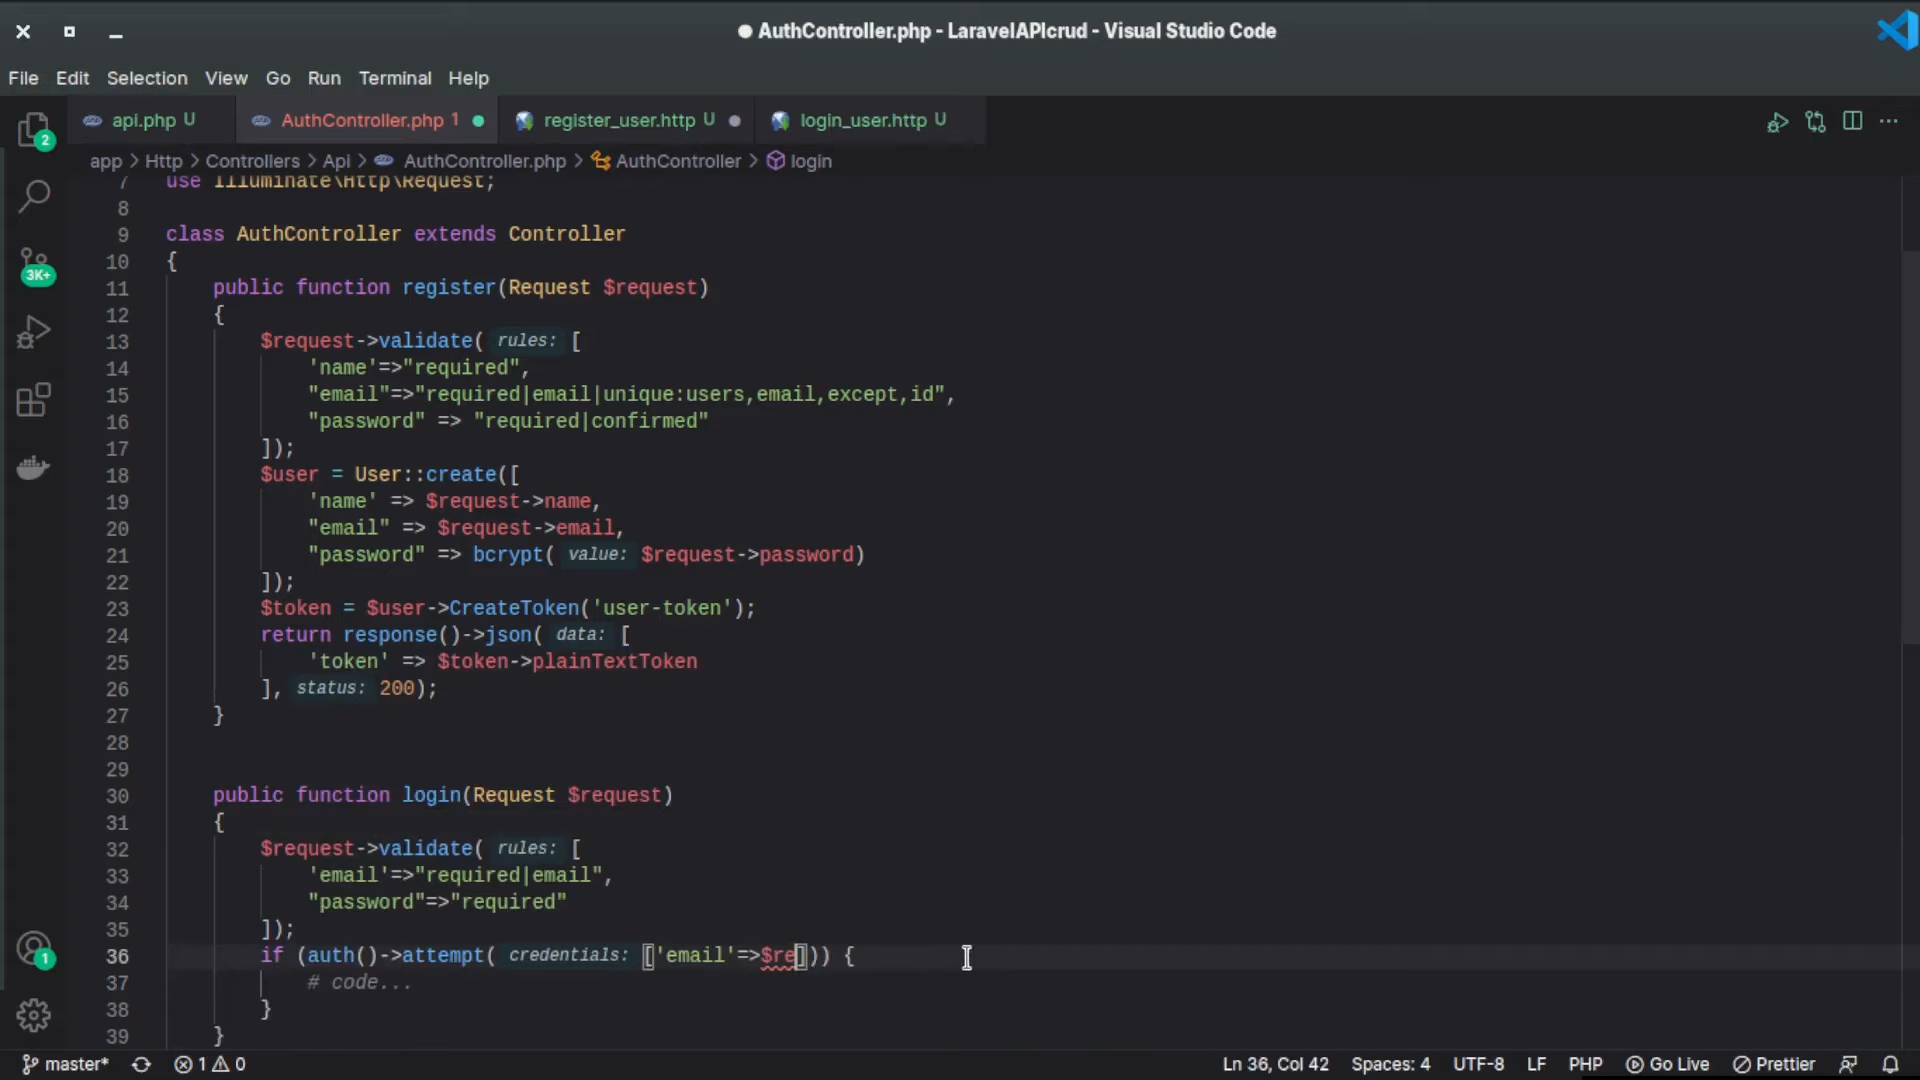 AuthController.php - LaravelAPIcrud - Visual Studio Code
File Edit Selection View Go Run Terminal Help
api.php U AuthController.php 1 register_user.http U login_user.http U
app > Http > Controllers > Api > AuthController.php > AuthController > login
2
3K+
1
7 use Illuminate\Http\Request;
8
9 class AuthController extends Controller
10 {
11 public function register(Request $request)
12 {
13 $request->validate( rules: [
14 'name'=>"required",
15 "email"=>"required|email|unique:users,email,except,id",
16 "password" => "required|confirmed"
17 ]);
18 $user = User::create([
19 'name' => $request->name,
20 "email" => $request->email,
21 "password" => bcrypt( value: $request->password)
22 ]);
23 $token = $user->CreateToken('user-token');
24 return response()->json( data: [
25 'token' => $token->plainTextToken
26 ], status: 200);
27 }
28
29
30 public function login(Request $request)
31 {
32 $request->validate( rules: [
33 'email'=>"required|email",
34 "password"=>"required"
35 ]);
36 if (auth()->attempt( credentials: ['email'=>$re])) {
37 # code...
38 }
39 }
master* 1 0 Ln 36, Col 42 Spaces: 4 UTF-8 LF PHP Go Live Prettier